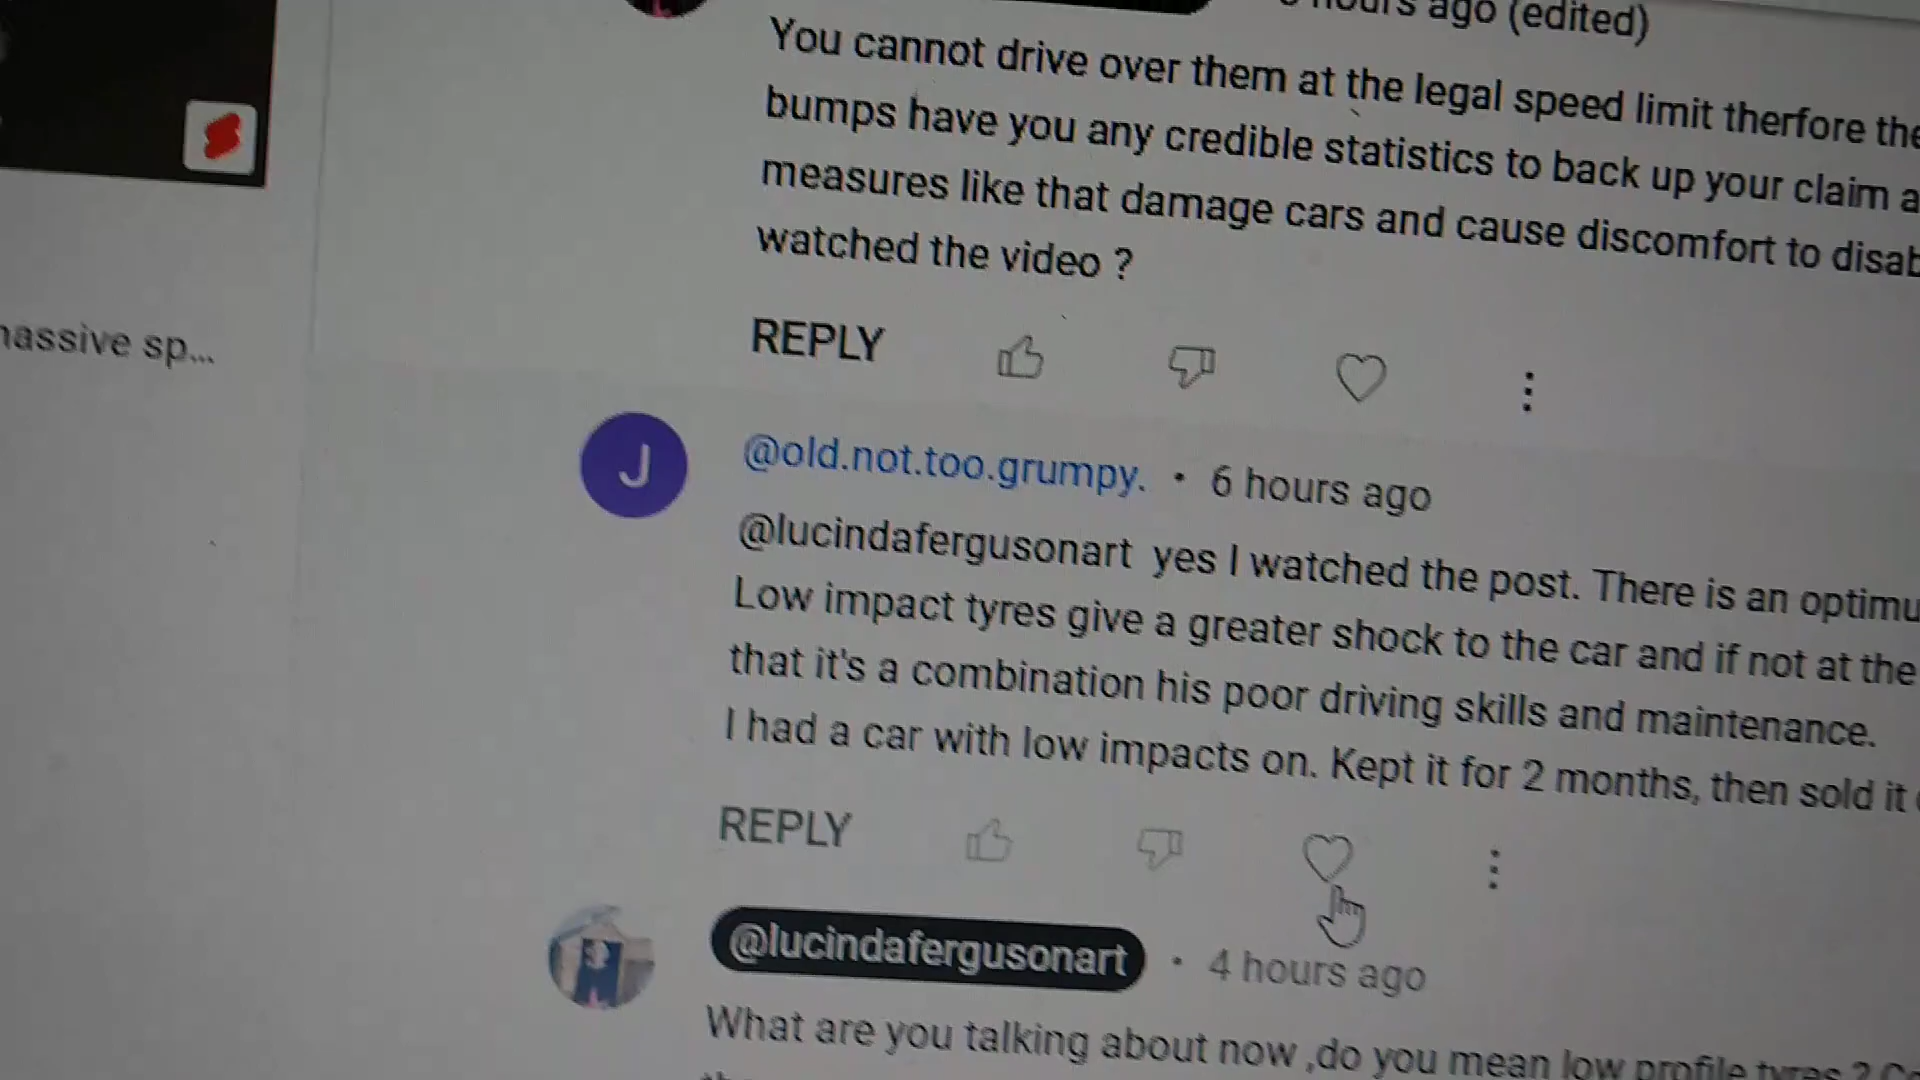 hours ago (edited)
You cannot drive over them at the legal speed limit therfore the
bumps have you any credible statistics to back up your claim a
measures like that damage cars and cause discomfort to disab
watched the video ?
REPLY
massive sp...
J
@old.not.too.grumpy. • 6 hours ago
@lucindafergusonart yes I watched the post. There is an optimu
Low impact tyres give a greater shock to the car and if not at the
that it's a combination his poor driving skills and maintenance.
I had a car with low impacts on. Kept it for 2 months, then sold it
REPLY
@lucindafergusonart • 4 hours ago
What are you talking about now ,do you mean low profile tyres ?